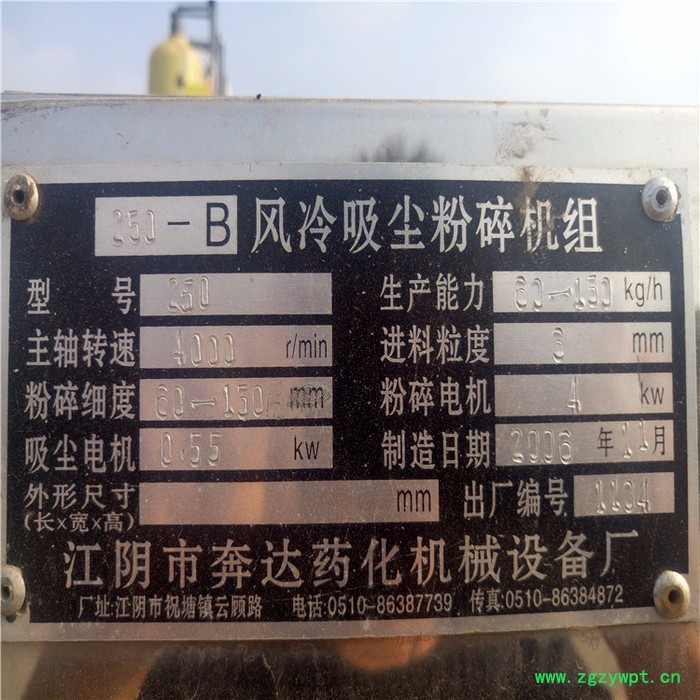 250-B 风冷吸尘粉碎机组
型 号 250 生产能力 60-150 kg/h
主轴转速 4000 r/min 进料粒度 3 mm
粉碎细度 60-150 mm 粉碎电机 4 kw
吸尘电机 0.55 kw 制造日期 2006 年 11 月
外形尺寸 mm 出厂编号 1104
(长×宽×高)
江阴市奔达药化机械设备厂
厂址:江阴市祝塘镇云顾路 电话:0510-86387739 传真:0510-86384872
www.zgzywpt.cn